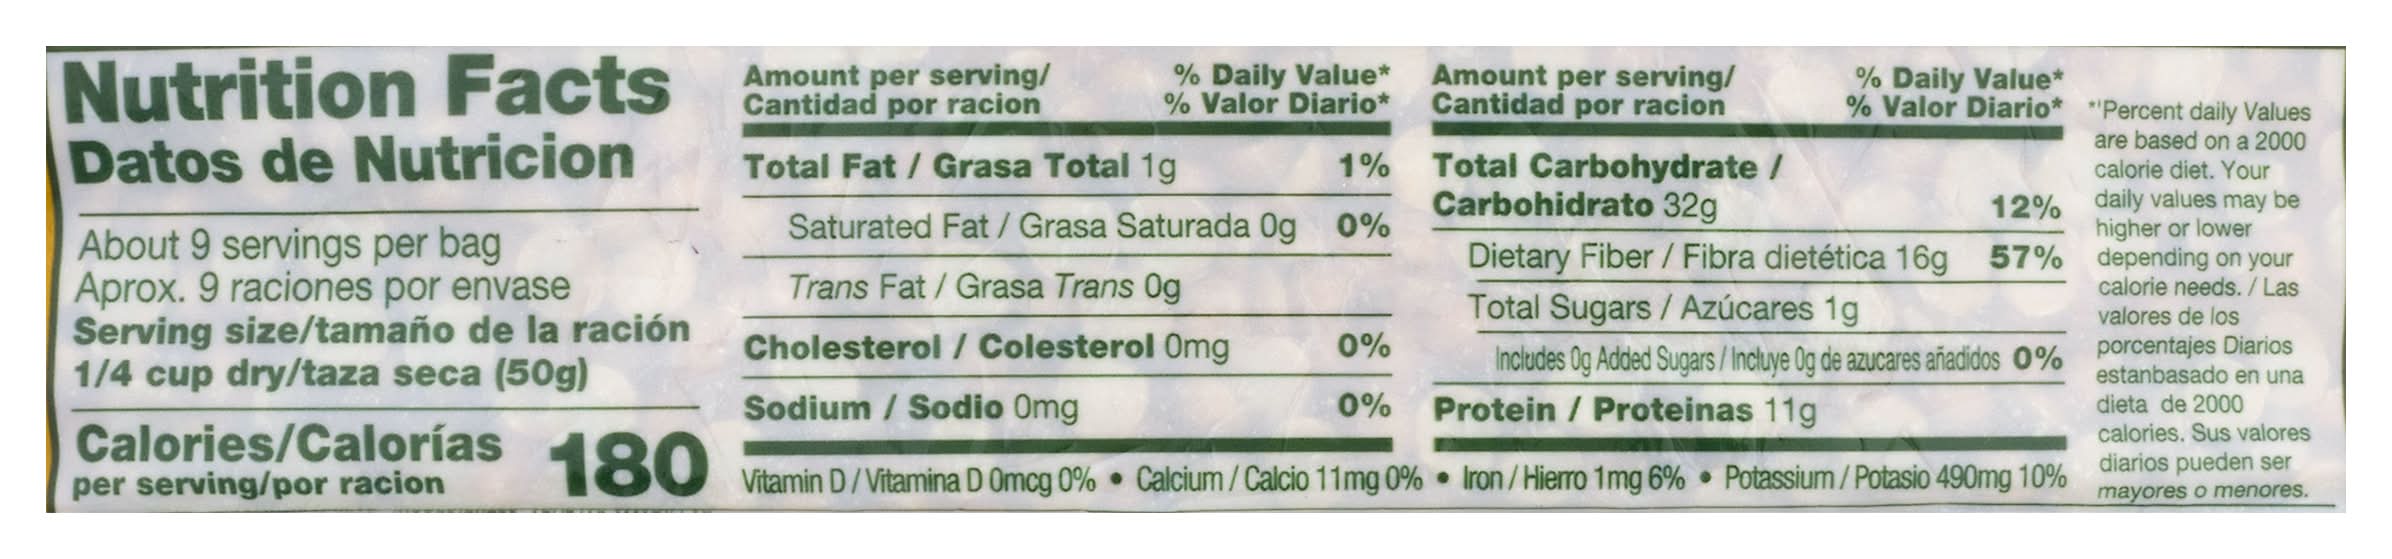 Nutrition Facts
Datos de Nutricion
About 9 servings per bag
Aprox. 9 raciones por envase
Serving size/tamaño de la ración
1/4 cup dry/taza seca (50g)
Calories/Calorías 180
per serving/por racion
Amount per serving/ % Daily Value*
Cantidad por racion % Valor Diario*
Total Fat / Grasa Total 1g 1%
Saturated Fat / Grasa Saturada 0g 0%
Trans Fat / Grasa Trans 0g
Cholesterol / Colesterol 0mg 0%
Sodium / Sodio 0mg 0%
Amount per serving/ % Daily Value*
Cantidad por racion % Valor Diario*
Total Carbohydrate /
Carbohidrato 32g 12%
Dietary Fiber / Fibra dietética 16g 57%
Total Sugars / Azúcares 1g
Includes 0g Added Sugars / Incluye 0g de azucares añadidos 0%
Protein / Proteinas 11g
Vitamin D / Vitamina D 0mcg 0% • Calcium / Calcio 11mg 0% • Iron / Hierro 1mg 6% • Potassium / Potasio 490mg 10%
*'Percent daily Values
are based on a 2000
calorie diet. Your
daily values may be
higher or lower
depending on your
calorie needs. / Las
valores de los
porcentajes Diarios
estanbasado en una
dieta de 2000
calories. Sus valores
diarios pueden ser
mayores o menores.